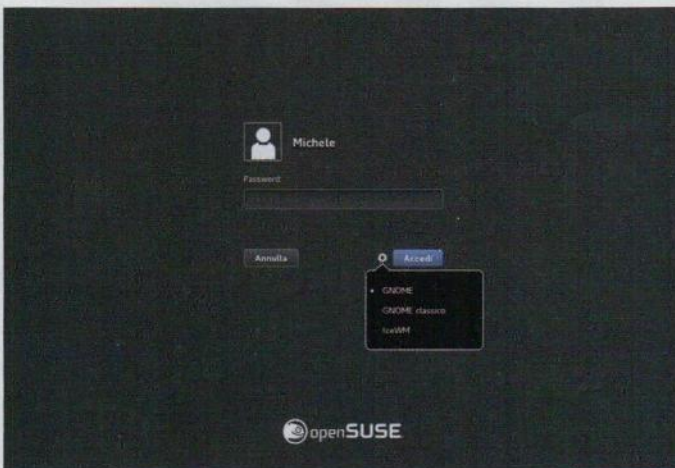 Michele
Password
Annulla
Accedi
GNOME
GNOME classico
IceWM
openSUSE